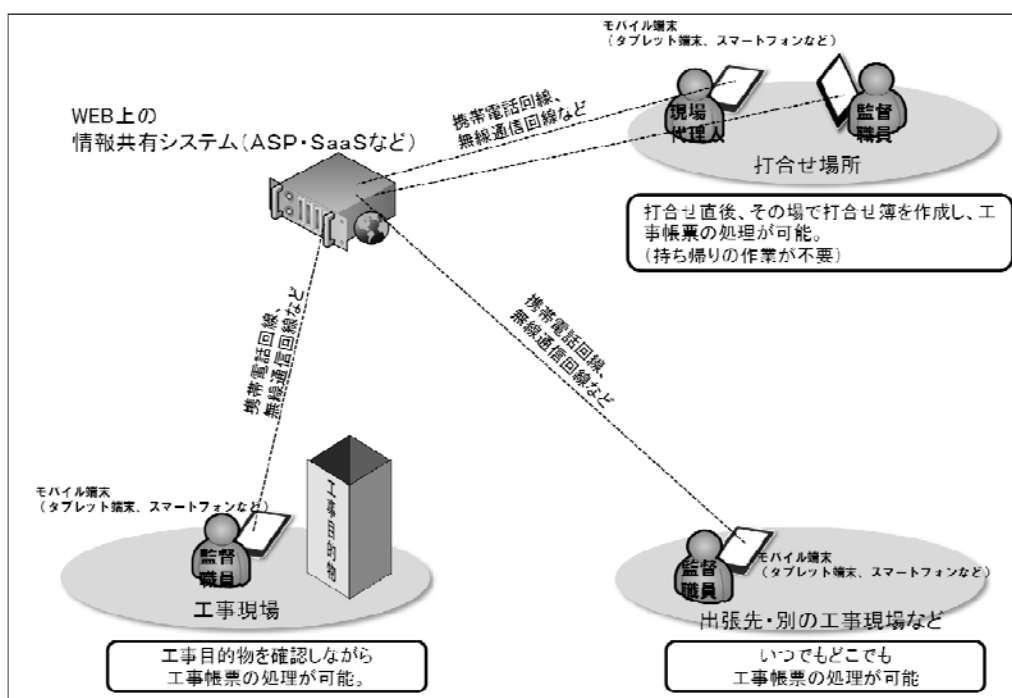 モバイル端末
(タブレット端末、スマートフォンなど)
WEB上の
情報共有システム(ASP・SaaSなど)
携帯電話回線、
無線通信回線など
現場
代理人
監督
職員
打合せ場所
打合せ直後、その場で打合せ簿を作成し、工
事帳票の処理が可能。
(持ち帰りの作業が不要)
携帯電話回線、
無線通信回線など
携帯電話回線、
無線通信回線など
モバイル端末
(タブレット端末、スマートフォンなど)
工事目的物
監督
職員
工事現場
工事目的物を確認しながら
工事帳票の処理が可能。
モバイル端末
(タブレット端末、スマートフォンなど)
監督
職員
出張先・別の工事現場など
いつでもどこでも
工事帳票の処理が可能